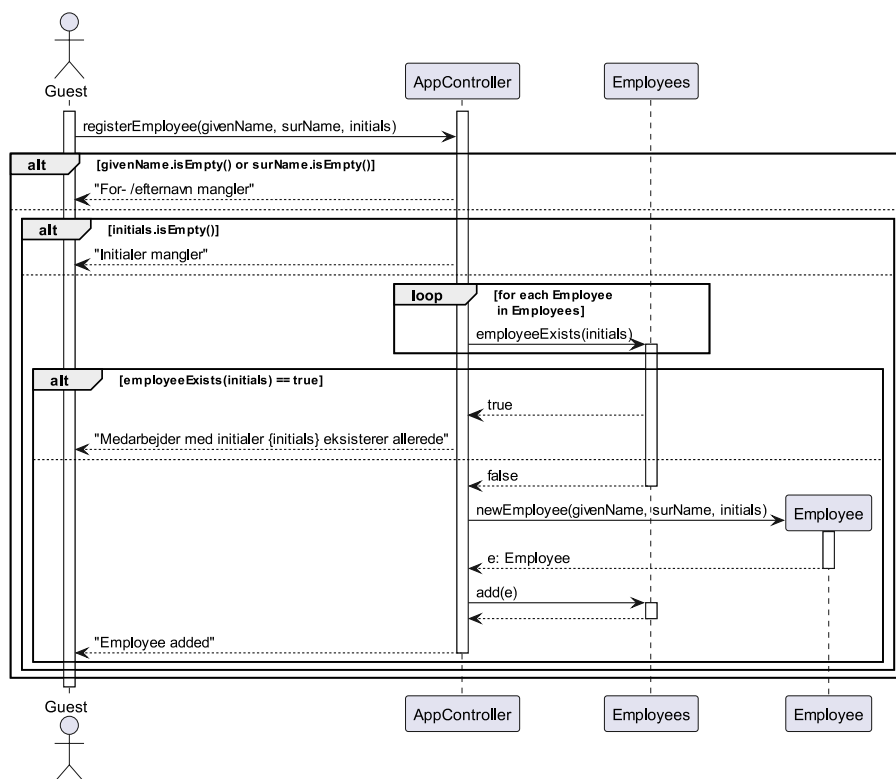 Guest
AppController
Employees
registerEmployee(givenName, surName, initials)
alt
[givenName.isEmpty() or surName.isEmpty()]
"For- /efternavn mangler"
alt
[initials.isEmpty()]
"Initialer mangler"
loop
[for each Employee
in Employees]
employeeExists(initials)
alt
[employeeExists(initials) == true]
true
"Medarbejder med initialer {initials} eksisterer allerede"
false
newEmployee(givenName, surName, initials)
Employee
e: Employee
add(e)
"Employee added"
Guest
AppController
Employees
Employee